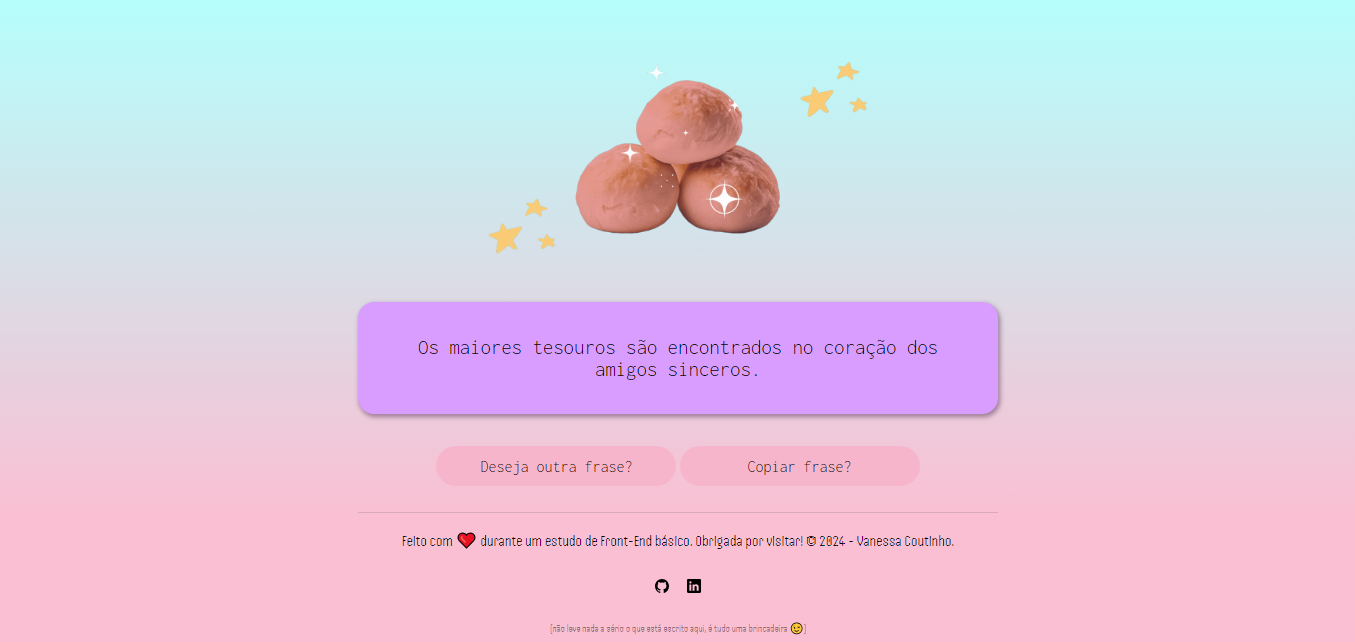 Os maiores tesouros são encontrados no coração dos
amigos sinceros.
Deseja outra frase?
Copiar frase?
Feito com ❤️ durante um estudo de Front-End básico. Obrigada por visitar! © 2024 - Vanessa Coutinho.
in
[não leve nada a sério o que está escrito aqui, é tudo uma brincadeira 😉]